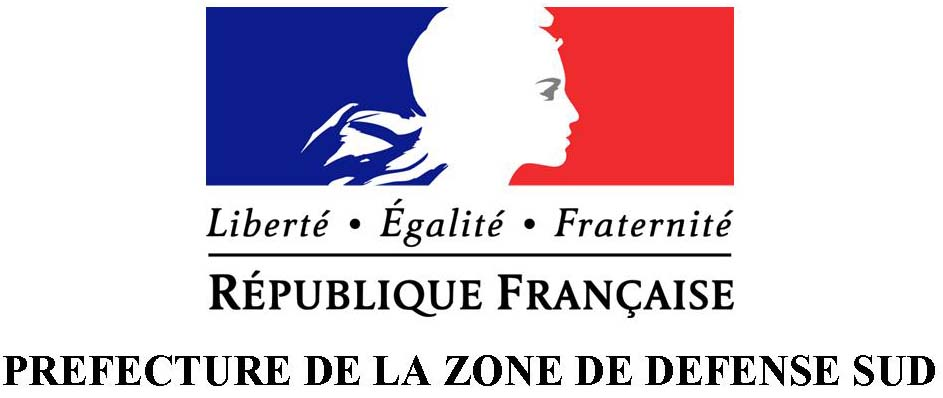 Liberté • Égalité • Fraternité
RÉPUBLIQUE FRANÇAISE
PREFECTURE DE LA ZONE DE DEFENSE SUD